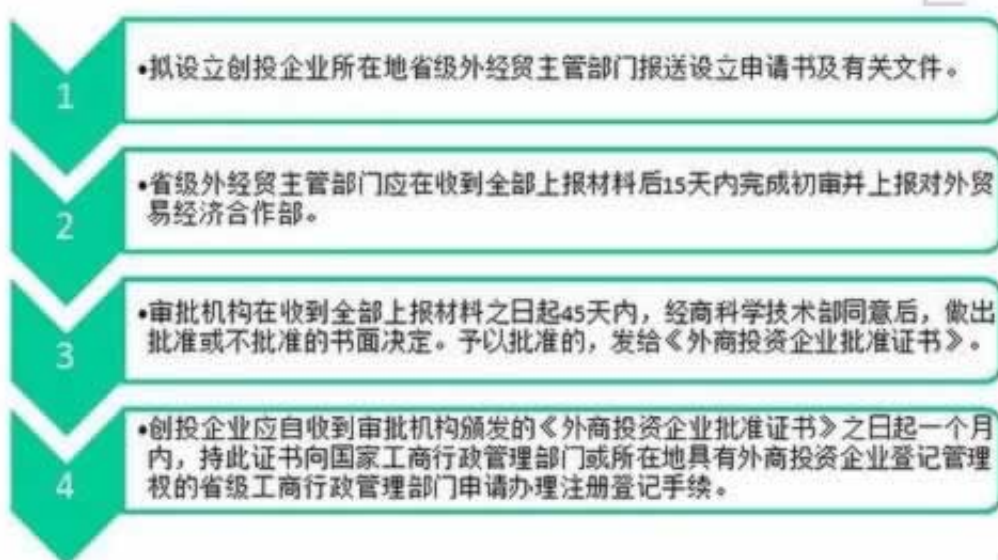 1
•拟设立创投企业所在地省级外经贸主管部门报送设立申请书及有关文件。
2
•省级外经贸主管部门应在收到全部上报材料后15天内完成初审并上报对外贸
易经济合作部。
3
•审批机构在收到全部上报材料之日起45天内，经商科学技术部同意后，做出
批准或不批准的书面决定。予以批准的，发给《外商投资企业批准证书》。
4
•创投企业应自收到审批机构颁发的《外商投资企业批准证书》之日起一个月
内，持此证书向国家工商行政管理部门或所在地具有外商投资企业登记管理
权的省级工商行政管理部门申请办理注册登记手续。